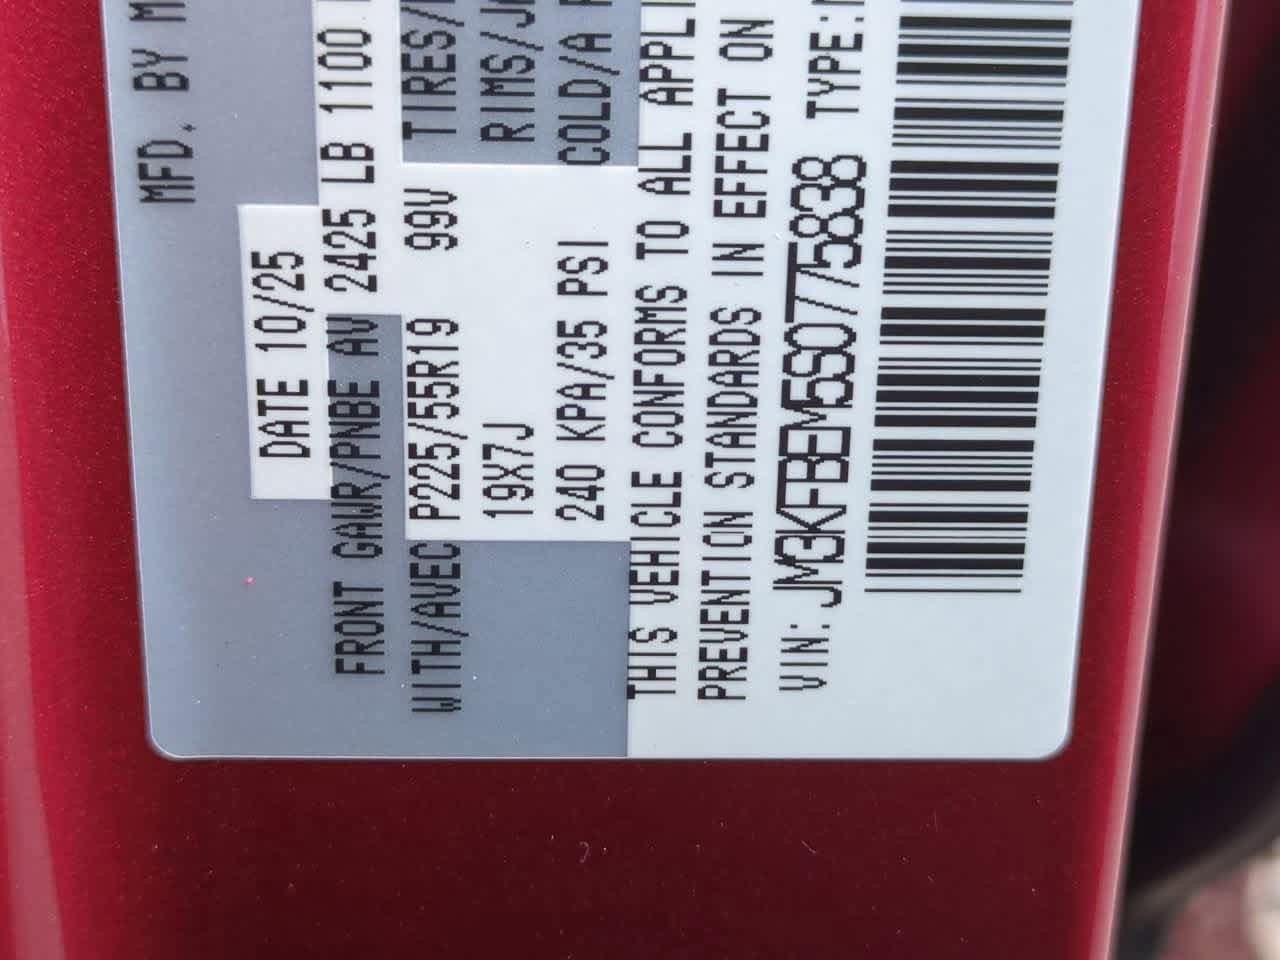 MFD. BY M
DATE 10/25
FRONT GAWR/PNBE AV 2425 LB 1100
WITH/AVEC P225/55R19 99V TIRES/
19X7J RIMS/J
240 KPA/35 PSI COLD/A
THIS VEHICLE CONFORMS TO ALL APPLI
PREVENTION STANDARDS IN EFFECT ON
VIN: JM3KFBEM5S0775838 TYPE: